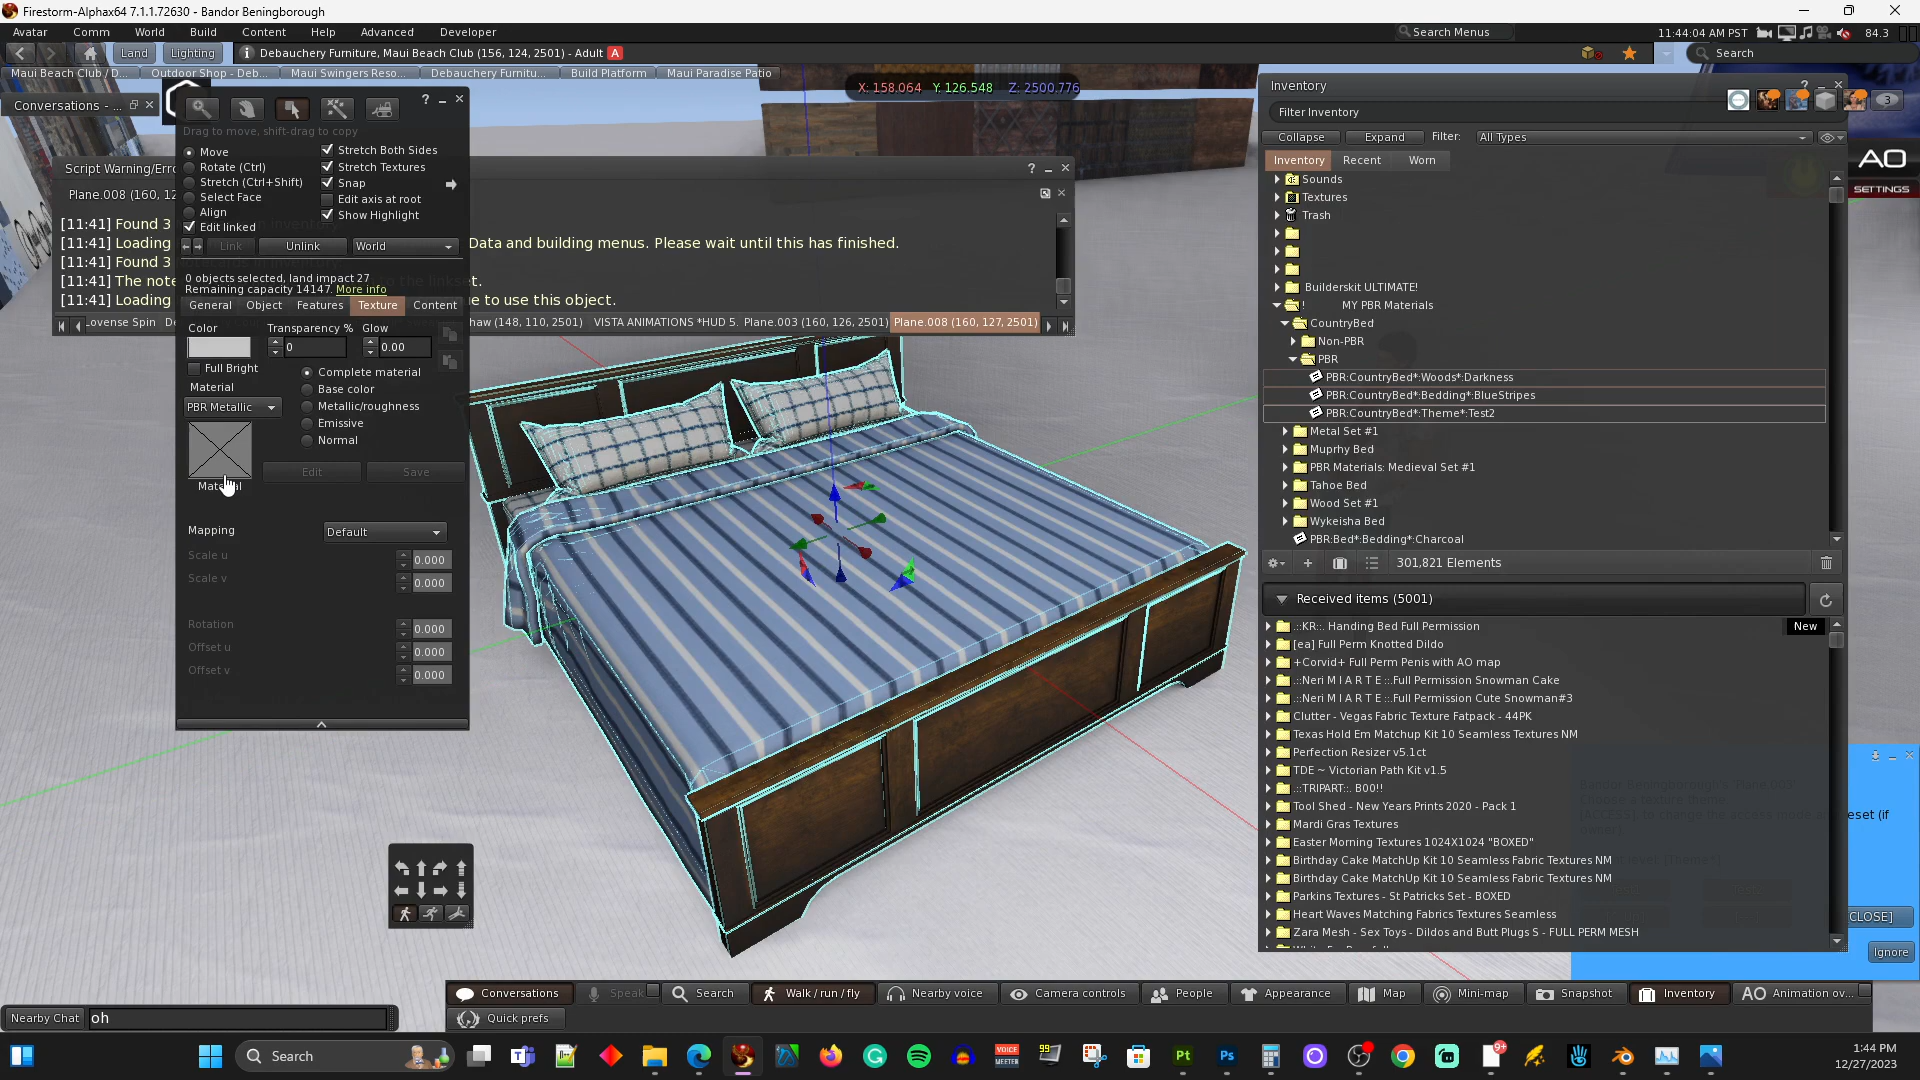 Firestorm-Alphax64 7.1.1.72630 - Bandor Beningborough
Avatar Comm World Build Content Help Advanced Developer
Search Menus
11:44:04 AM PST
84.3
Land Lighting Debauchery Furniture, Maui Beach Club (156, 124, 2501) - Adult A
Search
Maui Beach Club / D... Outdoor Shop - Deb... Maui Swingers Reso... Debauchery Furnitu... Build Platform Maui Paradise Patio
X: 158.064 Y: 126.548 Z: 2500.776
Conversations - ...
Drag to move, shift-drag to copy
Move
Rotate (Ctrl)
Stretch (Ctrl+Shift)
Select Face
Align
Edit linked
Stretch Both Sides
Stretch Textures
Snap
Edit axis at root
Show Highlight
Link Unlink World
0 objects selected, land impact 27
Remaining capacity 14147. More info
General Object Features Texture Content
Color Transparency % Glow
0 0.00
Full Bright
Material
PBR Metallic
Complete material
Base color
Metallic/roughness
Emissive
Normal
Edit Save
Material
Mapping Default
Scale u 0.000
Scale v 0.000
Rotation 0.000
Offset u 0.000
Offset v 0.000
Script Warning/Erro
Plane.008 (160, 12
[11:41] Found 3
[11:41] Loading Data and building menus. Please wait until this has finished.
[11:41] Found 3
[11:41] The note the linkset.
[11:41] Loading e to use this object.
Lovense Spin haw (148, 110, 2501) VISTA ANIMATIONS *HUD 5. Plane.003 (160, 126, 2501) Plane.008 (160, 127, 2501)
Inventory
3
Filter Inventory
Collapse Expand Filter: All Types
Inventory Recent Worn
Sounds
Textures
Trash
Builderskit ULTIMATE!
! MY PBR Materials
CountryBed
Non-PBR
PBR
PBR:CountryBed*:Woods*:Darkness
PBR:CountryBed*:Bedding*:BlueStripes
PBR:CountryBed*:Theme*:Test2
Metal Set #1
Muprhy Bed
PBR Materials: Medieval Set #1
Tahoe Bed
Wood Set #1
Wykeisha Bed
PBR:Bed*:Bedding*:Charcoal
301,821 Elements
Received items (5001)
.::KR::. Handing Bed Full Permission New
[ea] Full Perm Knotted Dildo
+Corvid+ Full Perm Penis with AO map
.::Neri M I A R T E ::.Full Permission Snowman Cake
.::Neri M I A R T E ::.Full Permission Cute Snowman#3
Clutter - Vegas Fabric Texture Fatpack - 44PK
Texas Hold Em Matchup Kit 10 Seamless Textures NM
Perfection Resizer v5.1ct
TDE ~ Victorian Path Kit v1.5
.::TRIPART::. B00!!
Tool Shed - New Years Prints 2020 - Pack 1
Mardi Gras Textures
Easter Morning Textures 1024X1024 "BOXED"
Birthday Cake MatchUp Kit 10 Seamless Fabric Textures NM
Birthday Cake MatchUp Kit 10 Seamless Fabric Textures NM
Parkins Textures - St Patricks Set - BOXED
Heart Waves Matching Fabrics Textures Seamless
Zara Mesh - Sex Toys - Dildos and Butt Plugs S - FULL PERM MESH
AO
SETTINGS
eset (if
CLOSE]
Ignore
Conversations Speak Search Walk / run / fly Nearby voice Camera controls People Appearance Map Mini-map Snapshot Inventory AO Animation ov...
Quick prefs
Nearby Chat oh
Search
VOICE
MEETER
99
Pt
Ps
9+
1:44 PM
12/27/2023